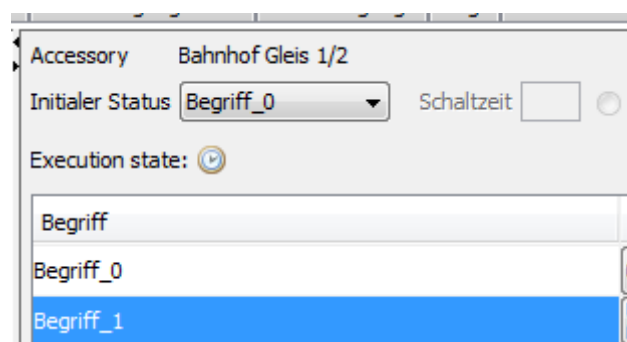 Accessory Bahnhof Gleis 1/2
Initialer Status Begriff_0 Schaltzeit
Execution state:
Begriff
Begriff_0
Begriff_1